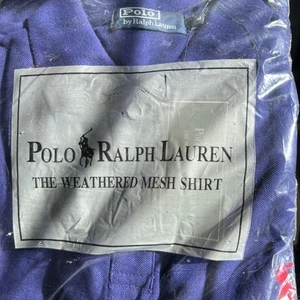 Polo
by Ralph Lauren
POLO RALPH LAUREN
THE WEATHERED MESH SHIRT